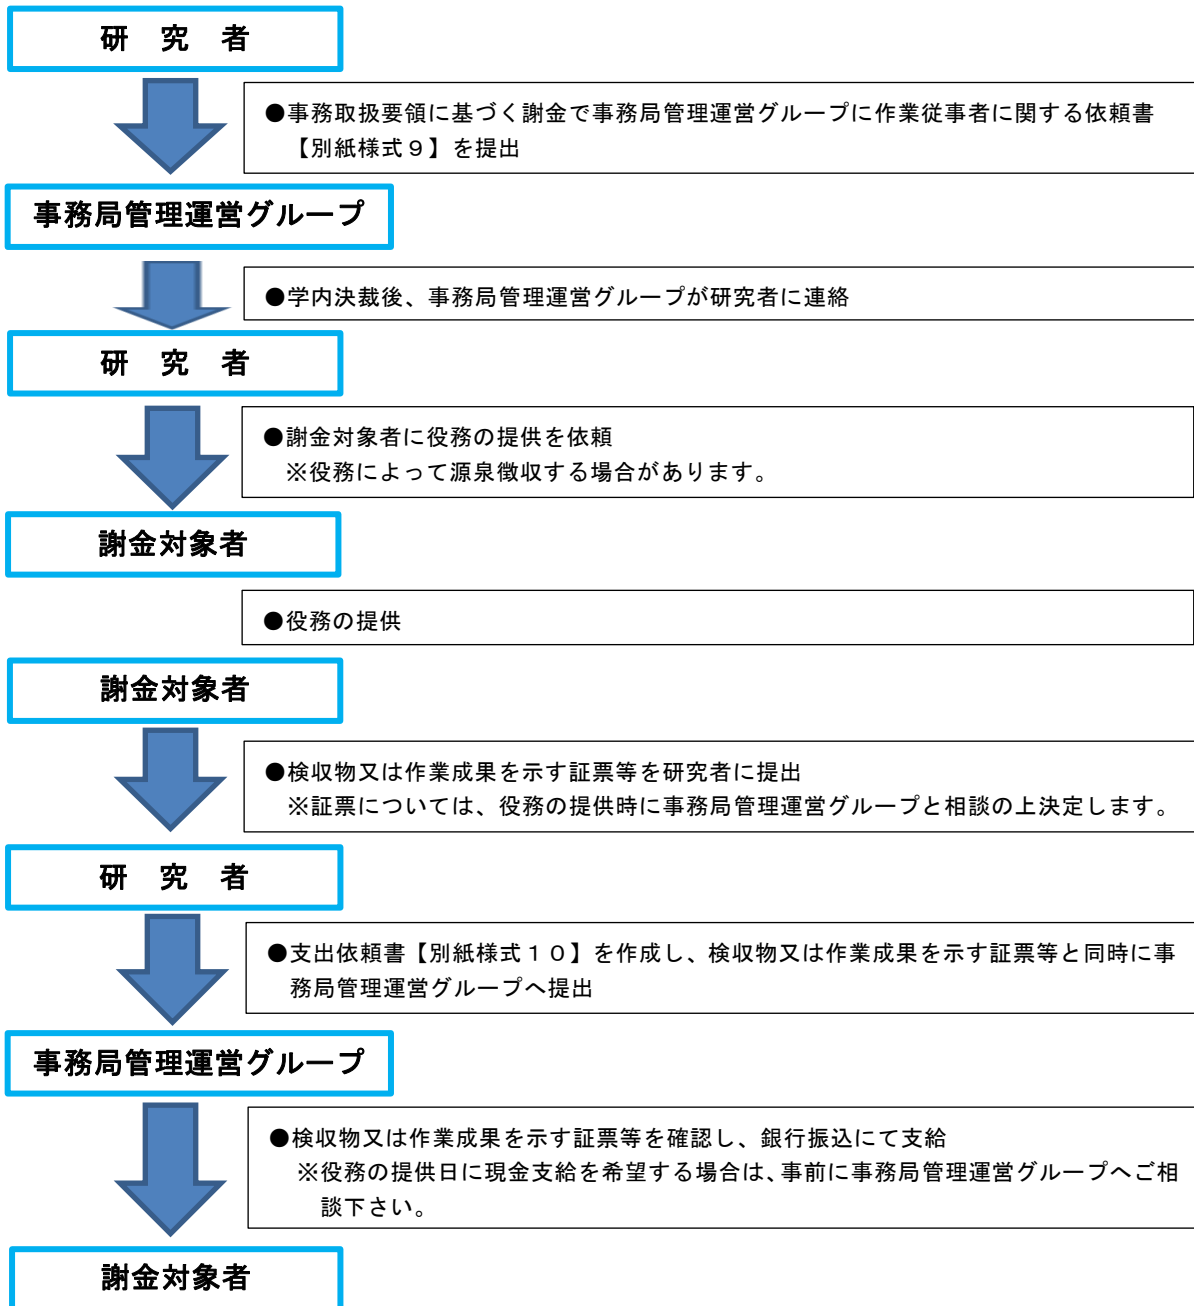 研　究　者
●事務取扱要領に基づく謝金で事務局管理運営グループに作業従事者に関する依頼書
【別紙様式９】を提出
事務局管理運営グループ
●学内決裁後、事務局管理運営グループが研究者に連絡
研　究　者
●謝金対象者に役務の提供を依頼
※役務によって源泉徴収する場合があります。
謝金対象者
●役務の提供
謝金対象者
●検収物又は作業成果を示す証票等を研究者に提出
※証票については、役務の提供時に事務局管理運営グループと相談の上決定します。
研　究　者
●支出依頼書【別紙様式１０】を作成し、検収物又は作業成果を示す証票等と同時に事
務局管理運営グループへ提出
事務局管理運営グループ
●検収物又は作業成果を示す証票等を確認し、銀行振込にて支給
※役務の提供日に現金支給を希望する場合は、事前に事務局管理運営グループへご相
談下さい。
謝金対象者